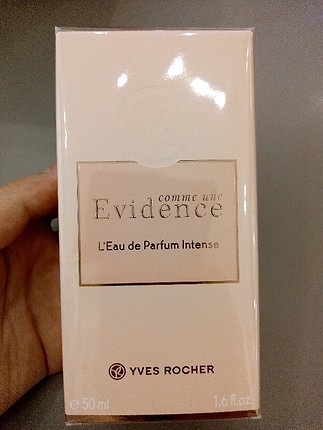 comme une
Evidence
L'Eau de Parfum Intense
YVES ROCHER
e 50 ml 1,6 fl.oz.